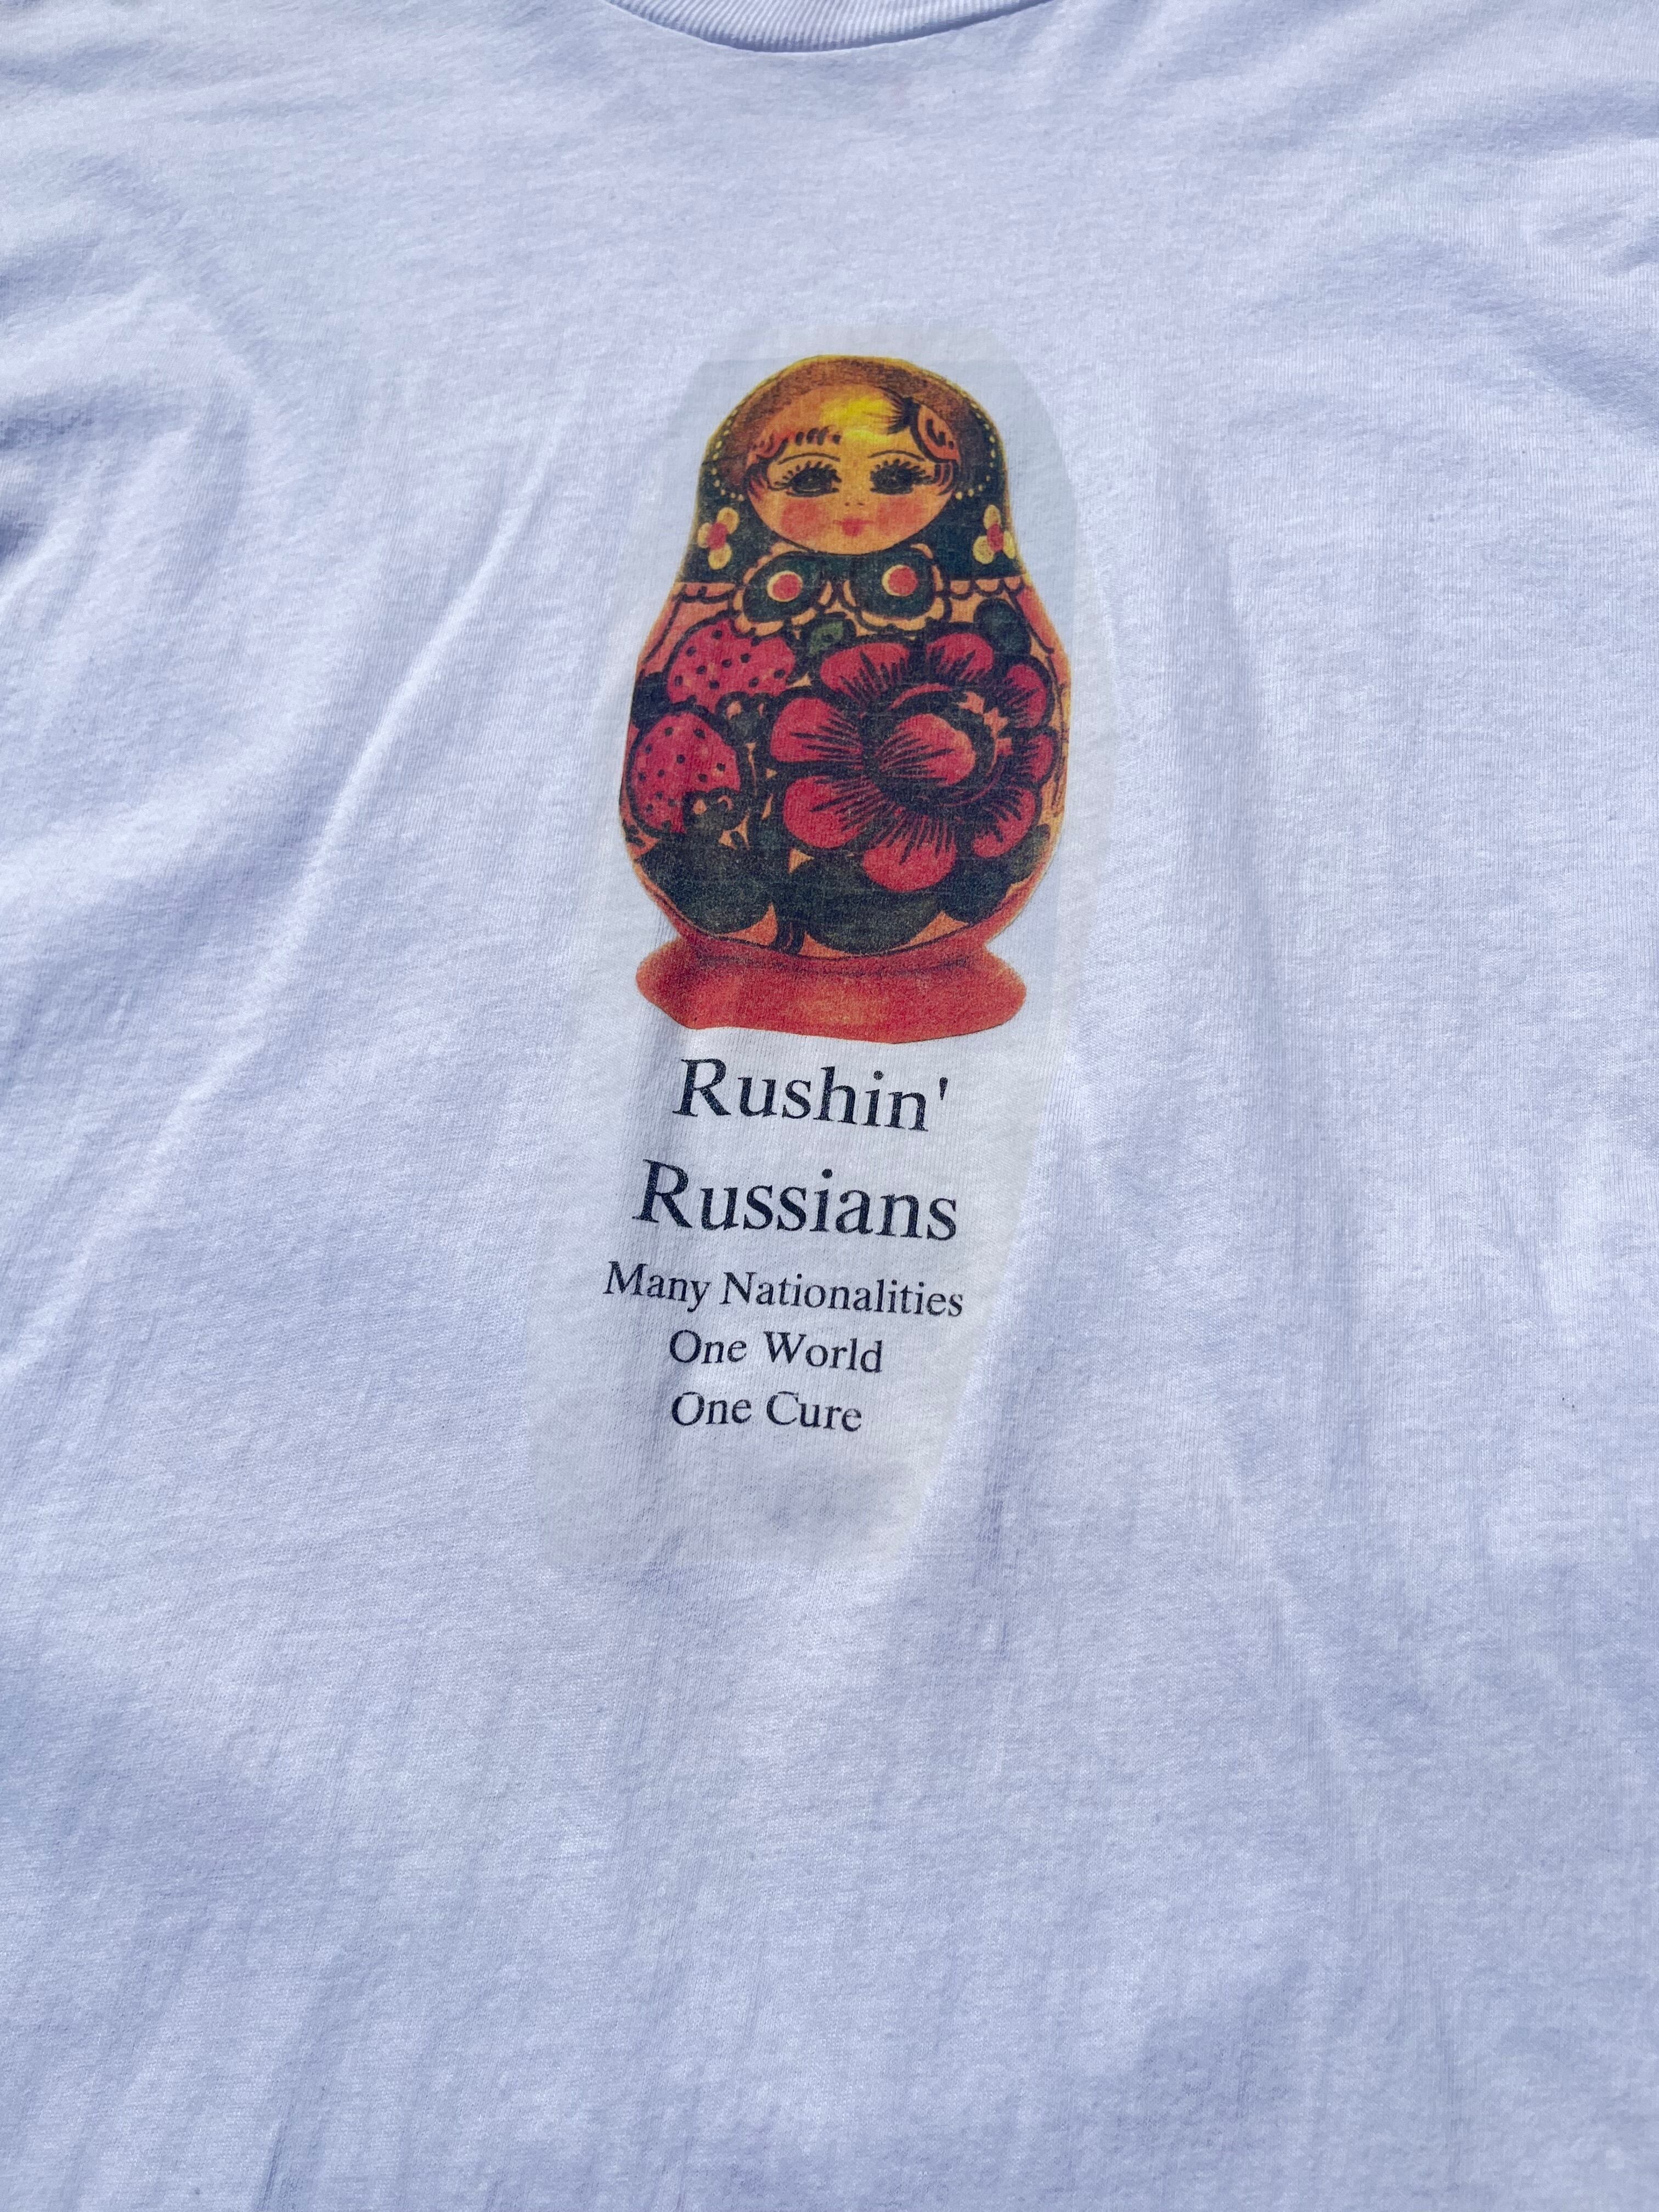 Rushin'
Russians
Many Nationalities
One World
One Cure